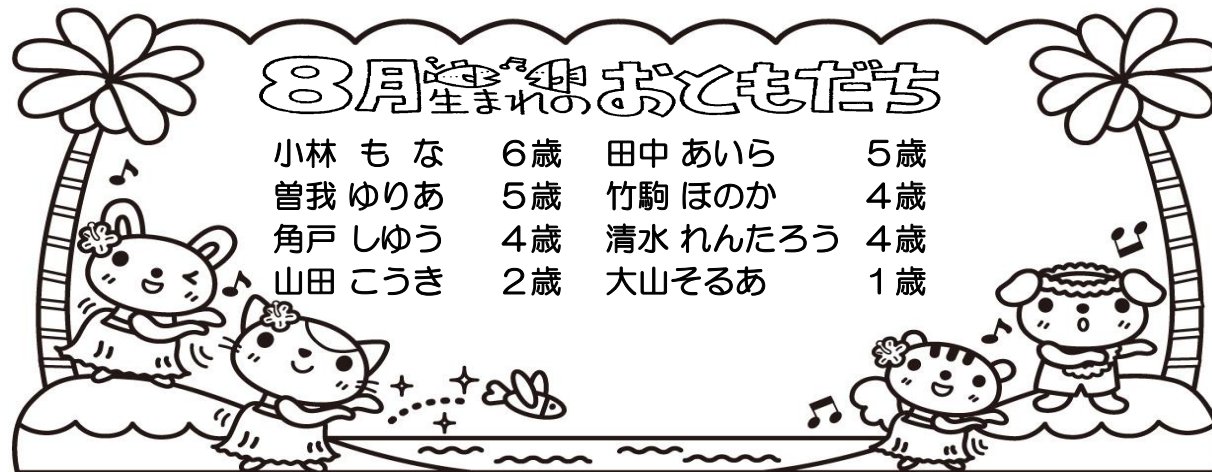 8月生まれのおともだち
小林 も な 6歳 田中 あいら 5歳
曽我 ゆりあ 5歳 竹駒 ほのか 4歳
角戸 しゆう 4歳 清水 れんたろう 4歳
山田 こうき 2歳 大山そるあ 1歳